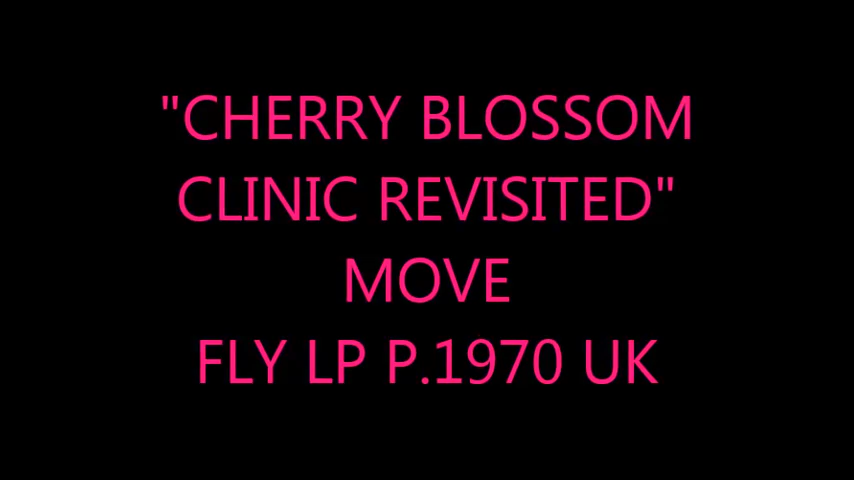 "CHERRY BLOSSOM
CLINIC REVISITED"
MOVE
FLY LP P.1970 UK